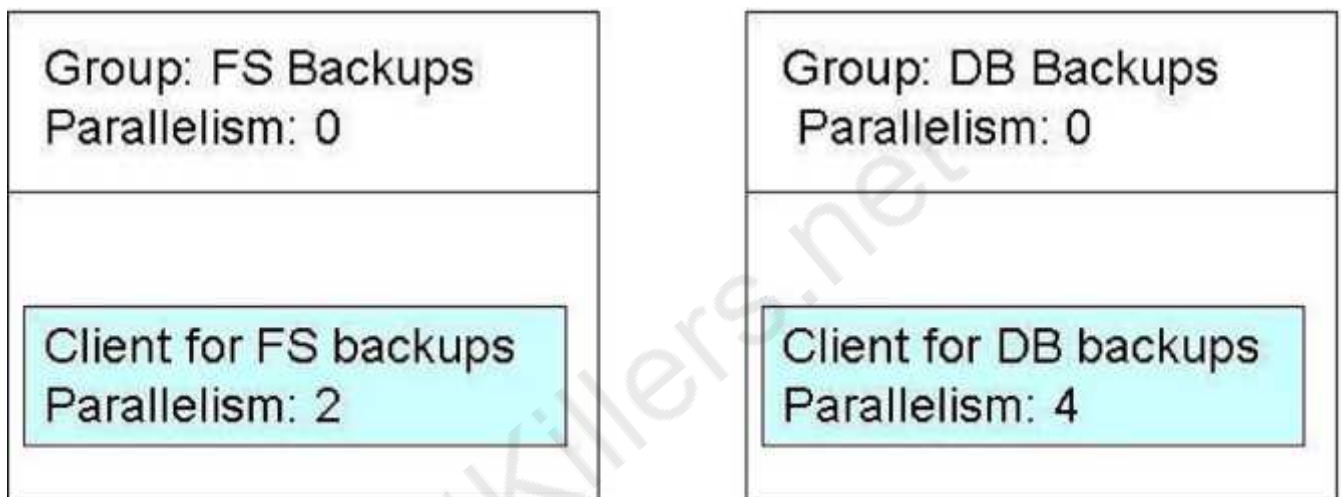 Group: FS Backups
Parallelism: 0
Group: DB Backups
Parallelism: 0
Client for FS backups
Parallelism: 2
Client for DB backups
Parallelism: 4